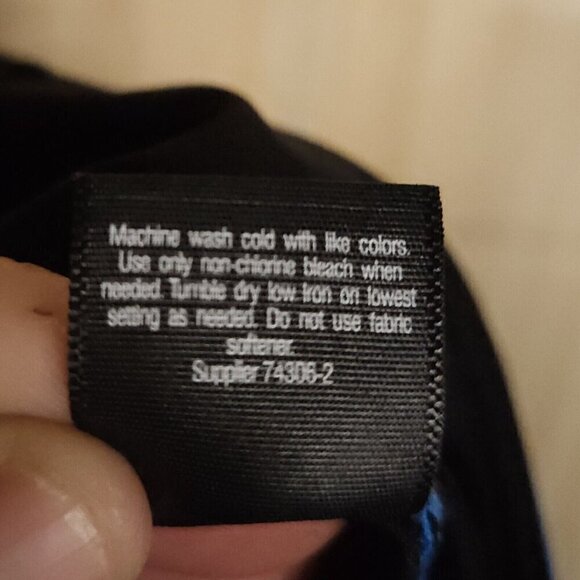 Machine wash cold with like colors.
Use only non-chlorine bleach when
needed. Tumble dry low. Iron on lowest
setting as needed. Do not use fabric
softener.
Supplier 74306-2